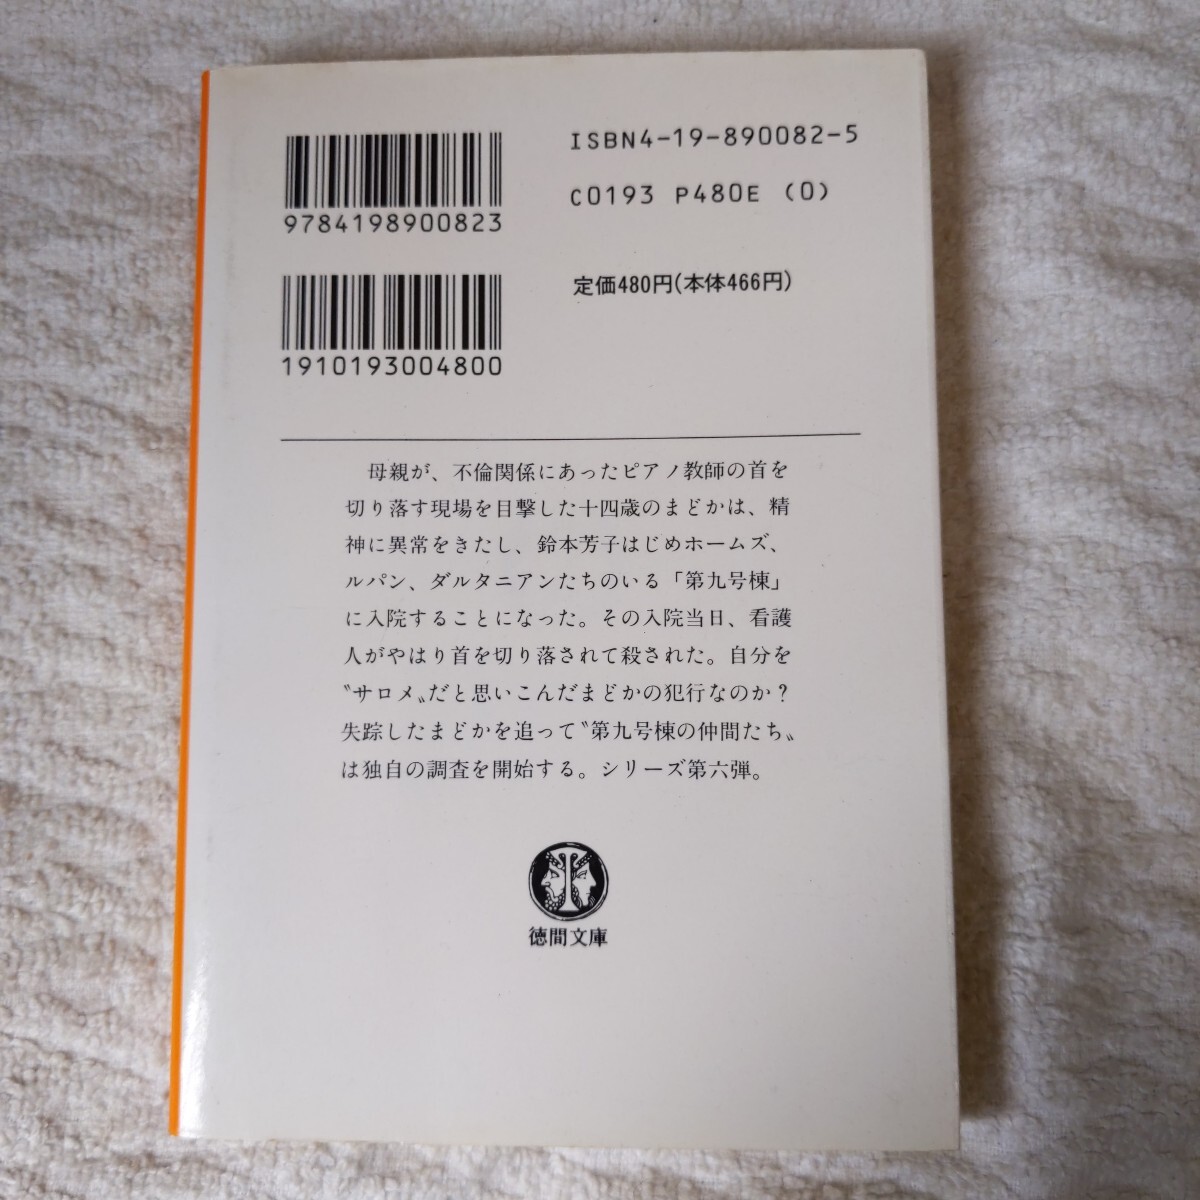 9784198900823
ISBN4-19-890082-5
C0193 P480E (0)
1910193004800
定価480円(本体466円)
母親が、不倫関係にあったピアノ教師の首を
切り落す現場を目撃した十四歳のまどかは、精
神に異常をきたし、鈴本芳子はじめホームズ、
ルパン、ダルタニアンたちのいる「第九号棟」
に入院することになった。その入院当日、看護
人がやはり首を切り落されて殺された。自分を
〝サロメ〟だと思いこんだまどかの犯行なのか？
失踪したまどかを追って〝第九号棟の仲間たち〟
は独自の調査を開始する。シリーズ第六弾。
徳間文庫